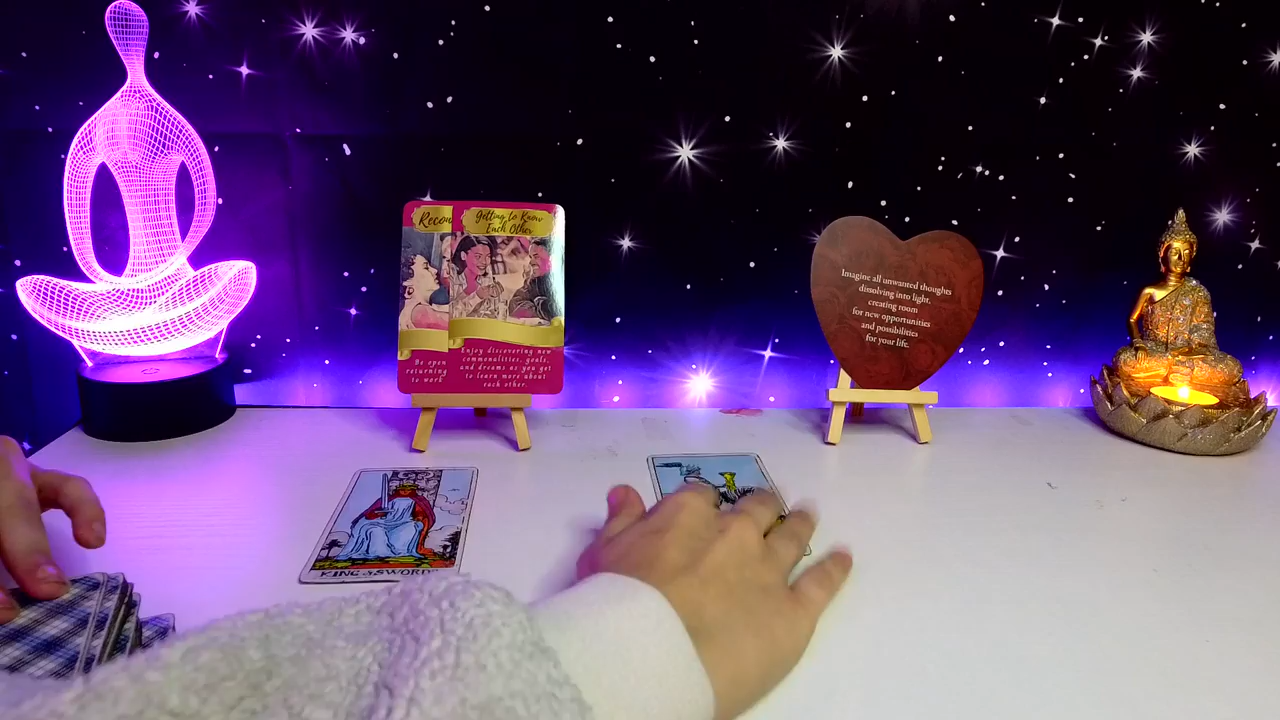 Recon
Getting to Know
Each Other
Be open
returning
to work
Enjoy discovering new
commonalities, goals,
and dreams as you get
to learn more about
each other.
Imagine all unwanted thoughts
dissolving into light,
creating room
for new opportunities
and possibilities
for your life.
KING of SWORDS